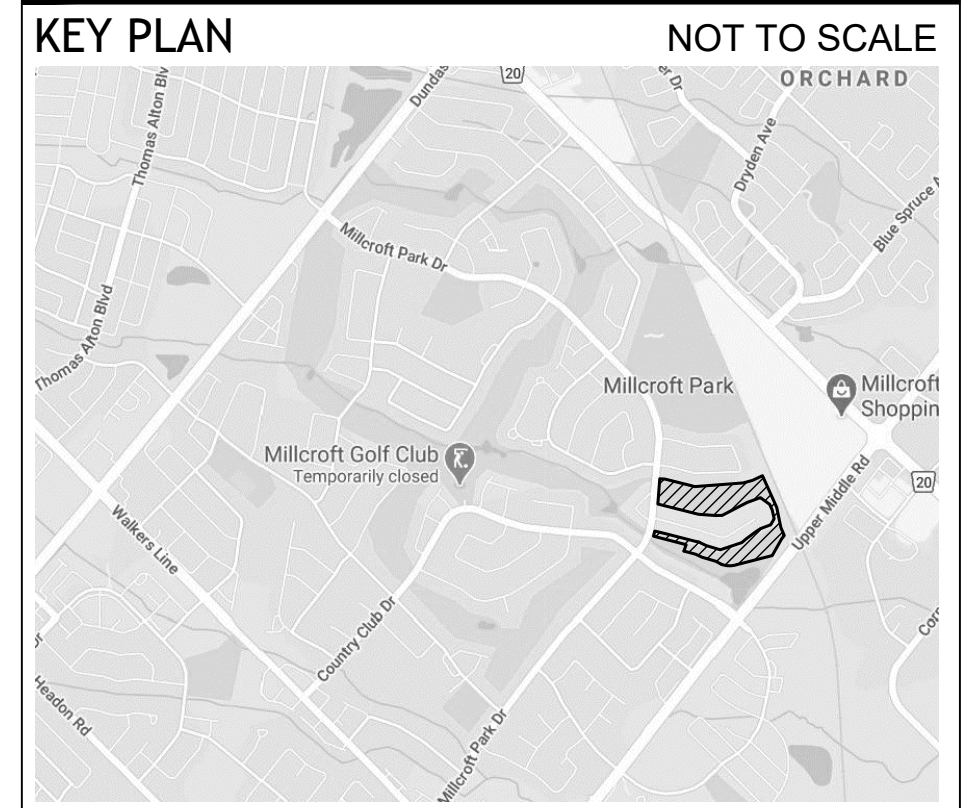 KEY PLAN
NOT TO SCALE
20
ORCHARD
Dundas
Thomas Alton Blv
Dryden Ave
Blue Spruce A
Millcroft Park Dr
Thomas Alton Blvd
Millcroft Park
Millcroft
Shoppin
Millcroft Golf Club
Temporarily closed
Upper Middle Rd
20
Walkers Line
Country Club Dr
Headon Rd
Millcroft Park Dr